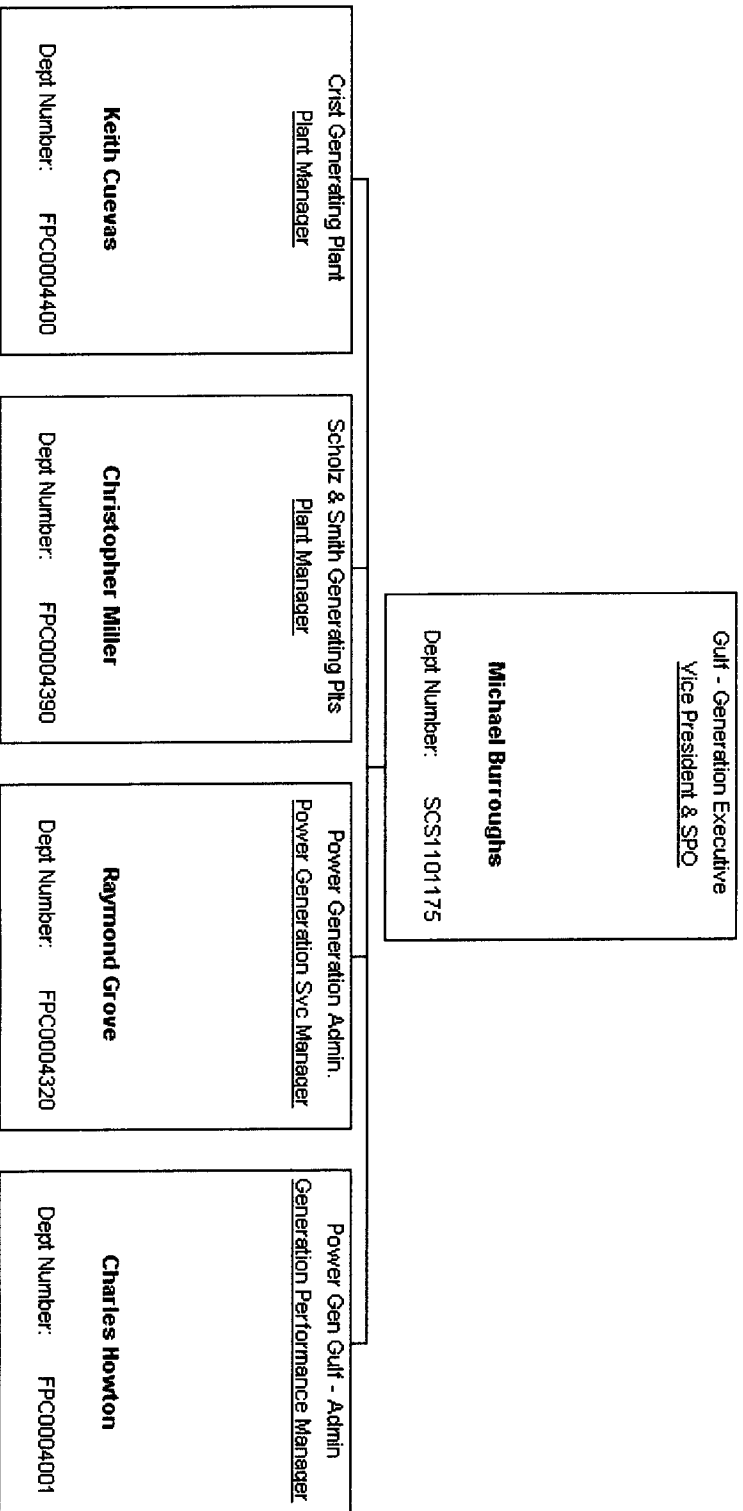 Gulf - Generation Executive
Vice President & SPO
Michael Burroughs
Dept Number: SCS1101175
Crist Generating Plant
Plant Manager
Keith Cuevas
Dept Number: FPC0004400
Scholz & Smith Generating Plts
Plant Manager
Christopher Miller
Dept Number: FPC0004390
Power Generation Admin.
Power Generation Svc Manager
Raymond Grove
Dept Number: FPC0004320
Power Gen Gulf - Admin
Generation Performance Manager
Charles Howton
Dept Number: FPC0004001